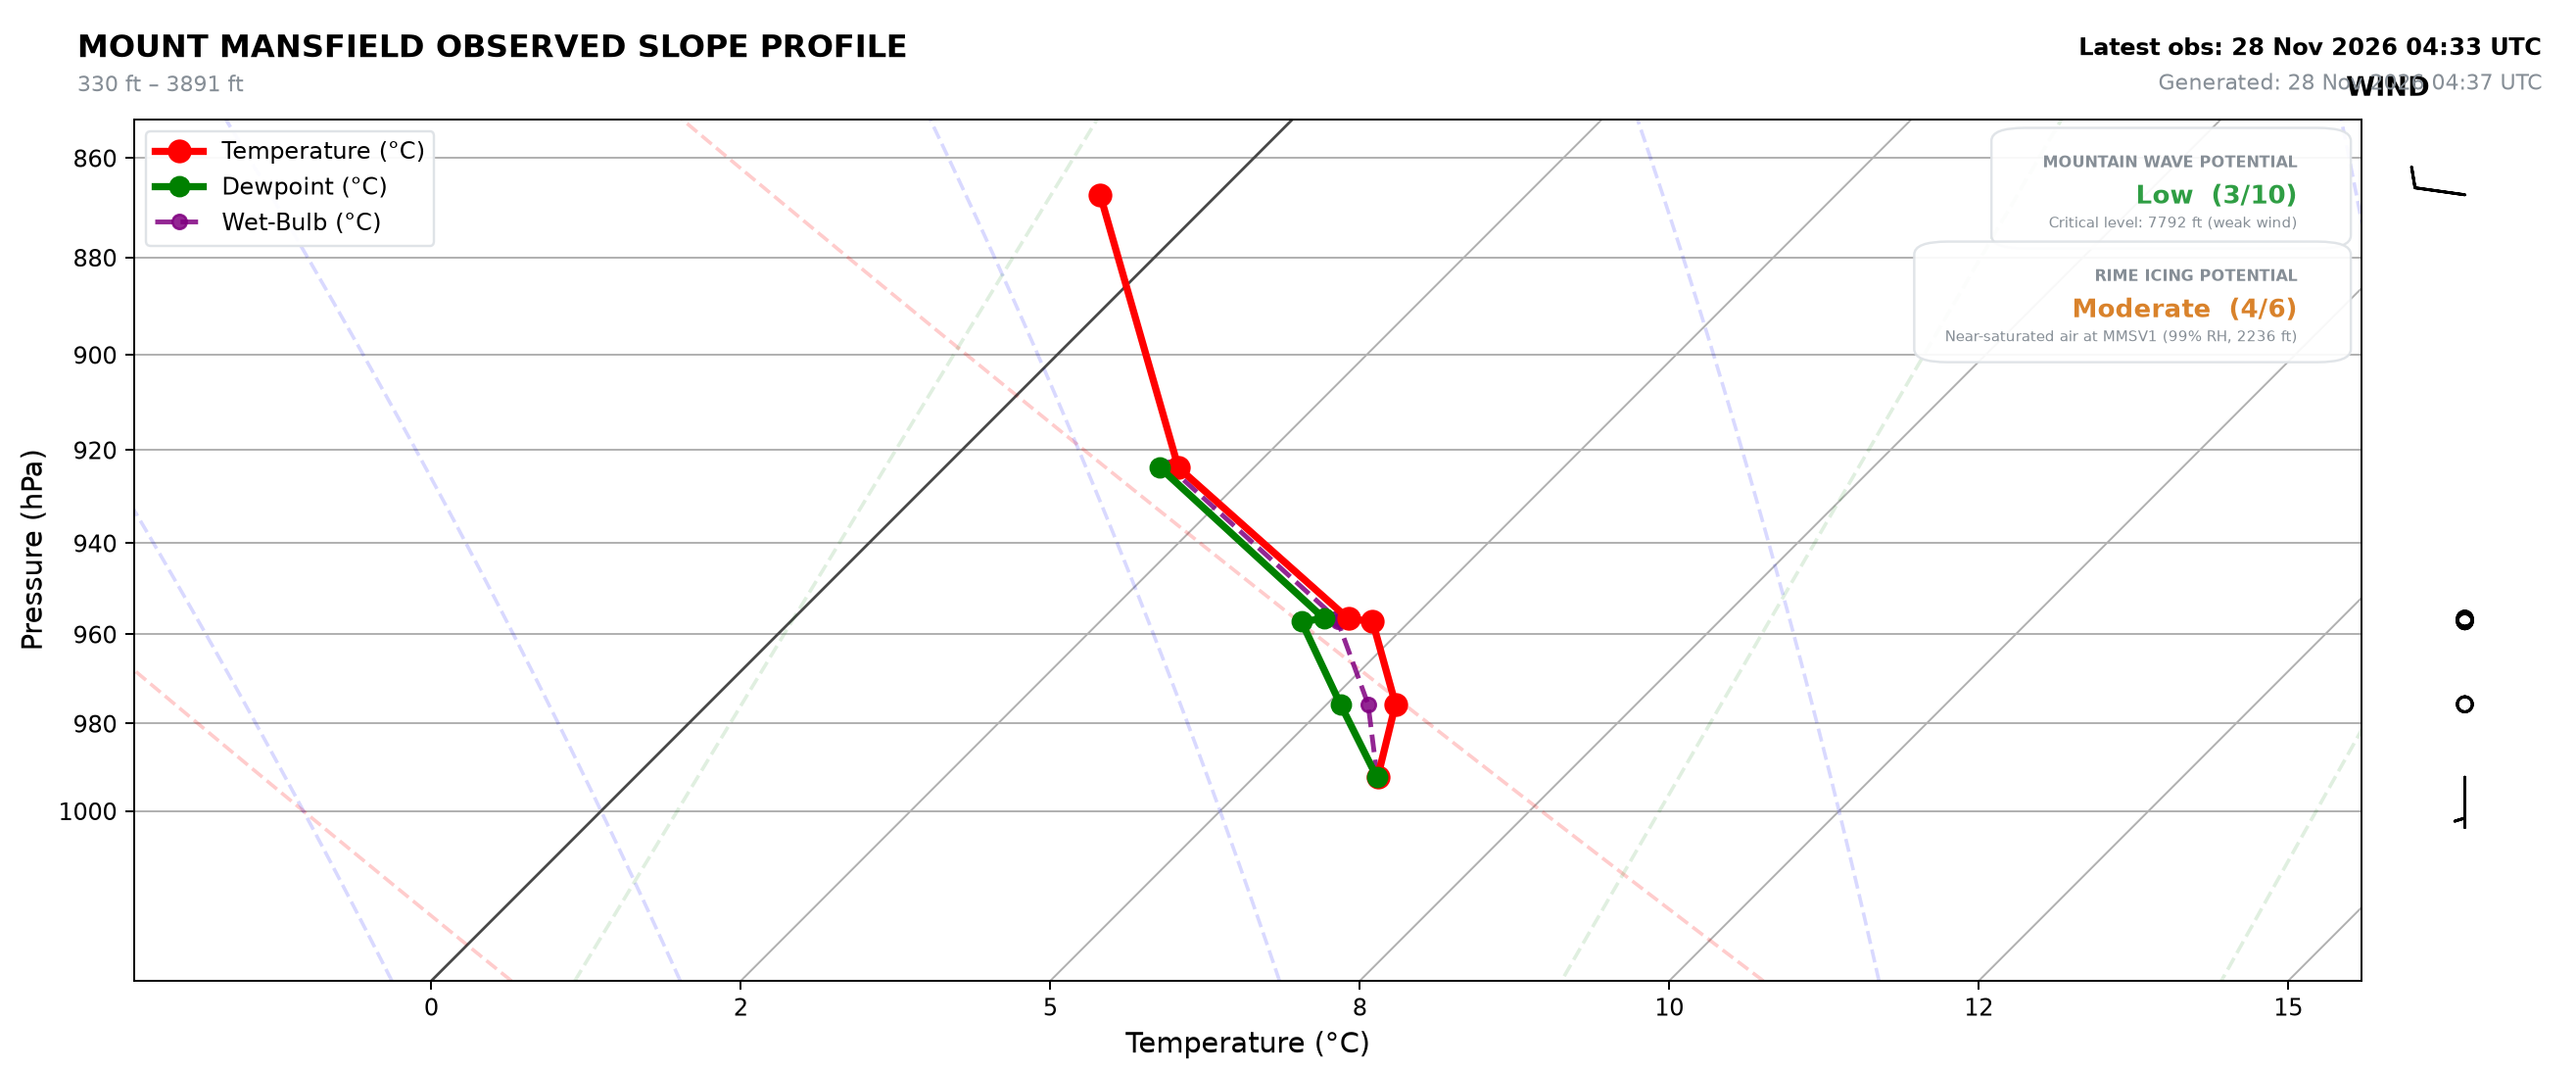 MOUNT MANSFIELD OBSERVED SLOPE PROFILE
330 ft – 3891 ft
Latest obs: 28 Nov 2026 04:33 UTC
Generated: 28 Nov 2026 04:37 UTC
WIND
Temperature (°C)
Dewpoint (°C)
Wet-Bulb (°C)
MOUNTAIN WAVE POTENTIAL
Low (3/10)
Critical level: 7792 ft (weak wind)
RIME ICING POTENTIAL
Moderate (4/6)
Near-saturated air at MMSV1 (99% RH, 2236 ft)
Pressure (hPa)
860
880
900
920
940
960
980
1000
0 2 5 8 10 12 15
Temperature (°C)